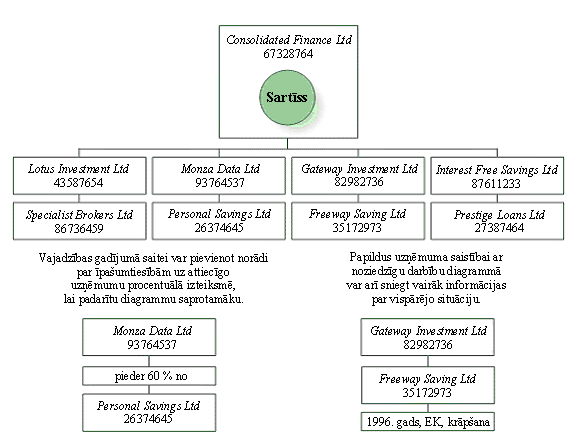 Consolidated Finance Ltd
67328764
Sartīss
Lotus Investment Ltd
43587654
Monza Data Ltd
93764537
Gateway Investment Ltd
82982736
Interest Free Savings Ltd
87611233
Specialist Brokers Ltd
86736459
Personal Savings Ltd
26374645
Freeway Saving Ltd
35172973
Prestige Loans Ltd
27387464
Vajadzības gadījumā saitei var pievienot norādi
par īpašumtiesībām uz attiecīgo
uzņēmumu procentuālā izteiksmē,
lai padarītu diagrammu saprotamāku.
Papildus uzņēmuma saistībai ar
noziedzīgu darbību diagrammā
var arī sniegt vairāk informācijas
par vispārējo situāciju.
Monza Data Ltd
93764537
pieder 60 % no
Personal Savings Ltd
26374645
Gateway Investment Ltd
82982736
Freeway Saving Ltd
35172973
1996. gads, EK, krāpšana